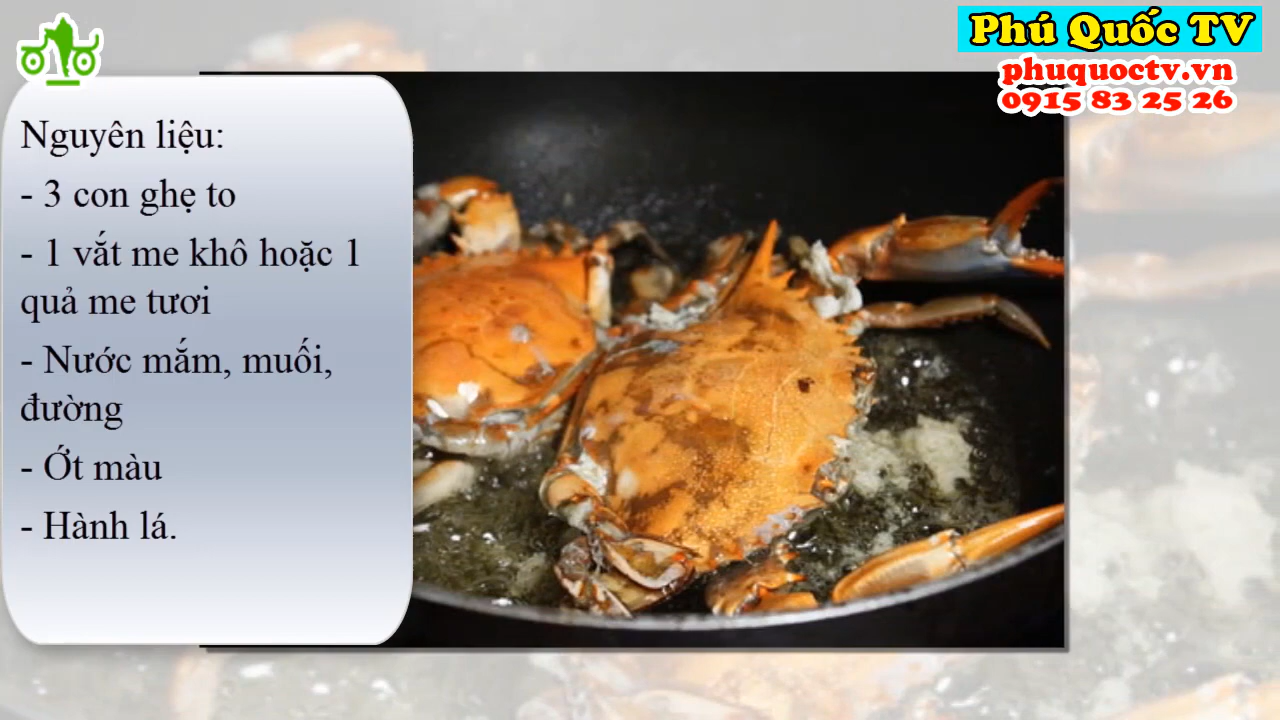 Phú Quốc TV
phuquoctv.vn
0915 83 25 26
Nguyên liệu:
- 3 con ghẹ to
- 1 vắt me khô hoặc 1
quả me tươi
- Nước mắm, muối,
đường
- Ớt màu
- Hành lá.